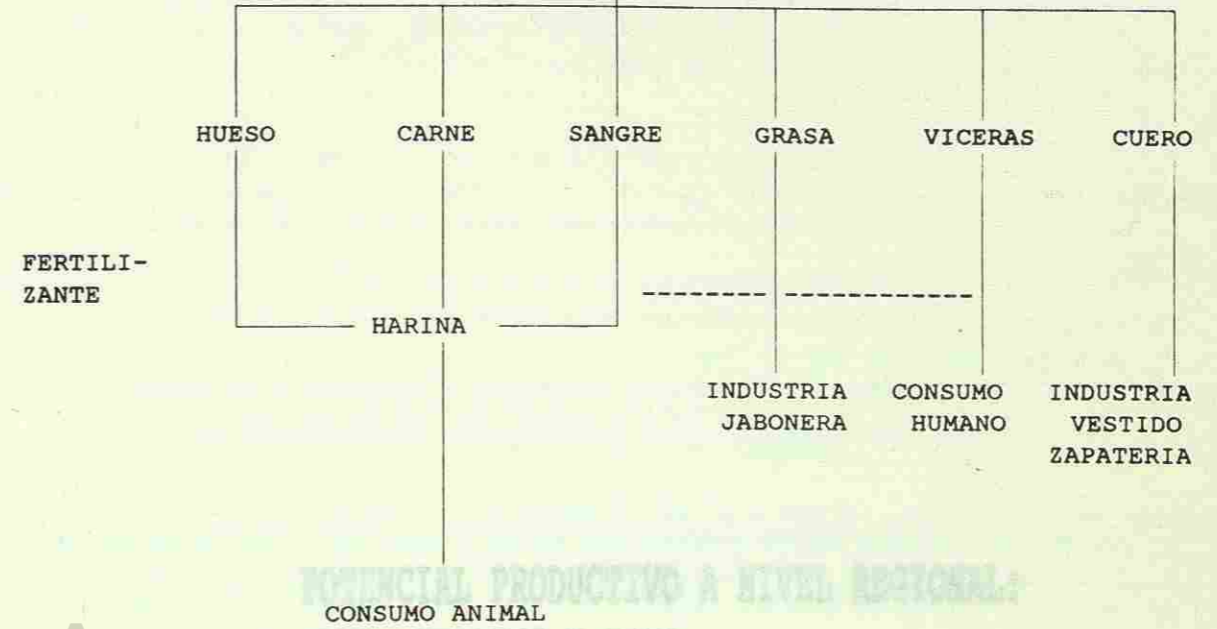 HUESO CARNE SANGRE GRASA VICERAS CUERO
FERTILI-
ZANTE
HARINA
INDUSTRIA CONSUMO INDUSTRIA
JABONERA HUMANO VESTIDO
ZAPATERIA
POTENCIAL PRODUCTIVO A NIVEL REGIONAL:
CONSUMO ANIMAL